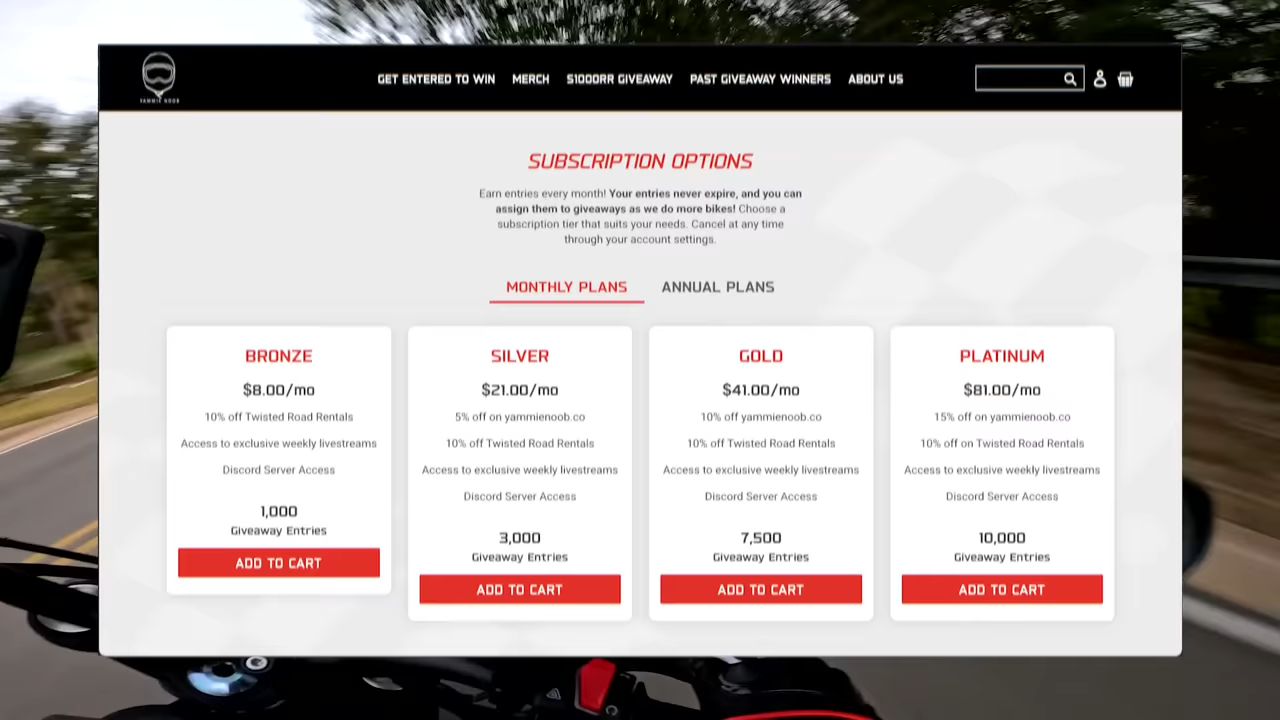 YAMMIE NOOB
GET ENTERED TO WIN
MERCH
S1000RR GIVEAWAY
PAST GIVEAWAY WINNERS
ABOUT US
SUBSCRIPTION OPTIONS
Earn entries every month! Your entries never expire, and you can
assign them to giveaways as we do more bikes! Choose a
subscription tier that suits your needs. Cancel at any time
through your account settings.
MONTHLY PLANS
ANNUAL PLANS
BRONZE
$8.00/mo
10% off Twisted Road Rentals
Access to exclusive weekly livestreams
Discord Server Access
1,000
Giveaway Entries
ADD TO CART
SILVER
$21.00/mo
5% off on yammienoob.co
10% off Twisted Road Rentals
Access to exclusive weekly livestreams
Discord Server Access
3,000
Giveaway Entries
ADD TO CART
GOLD
$41.00/mo
10% off yammienoob.co
10% off Twisted Road Rentals
Access to exclusive weekly livestreams
Discord Server Access
7,500
Giveaway Entries
ADD TO CART
PLATINUM
$81.00/mo
15% off on yammienoob.co
10% off on Twisted Road Rentals
Access to exclusive weekly livestreams
Discord Server Access
10,000
Giveaway Entries
ADD TO CART